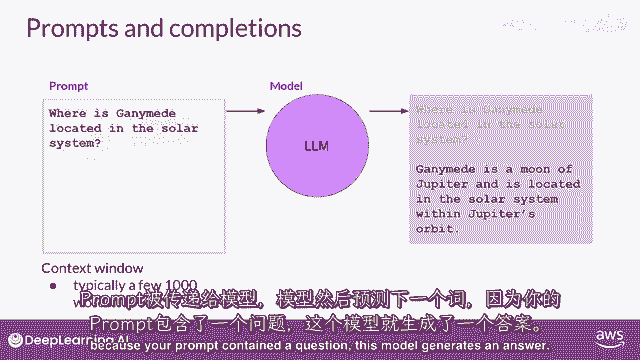 Prompts and completions
Prompt
Model
Where is Ganymede
located in the solar
system?
LLM
Where is Ganymede
located in the solar
system?
Ganymede is a moon of
Jupiter and is located
in the solar system
within Jupiter's
orbit.
Context window
typically a few 1000
Prompt被传递给模型，模型然后预测下一个词，因为你的
Prompt包含了一个问题，这个模型就生成了一个答案。
because your prompt contained a question, this model generates an answer.
DeepLearning.AI
aws